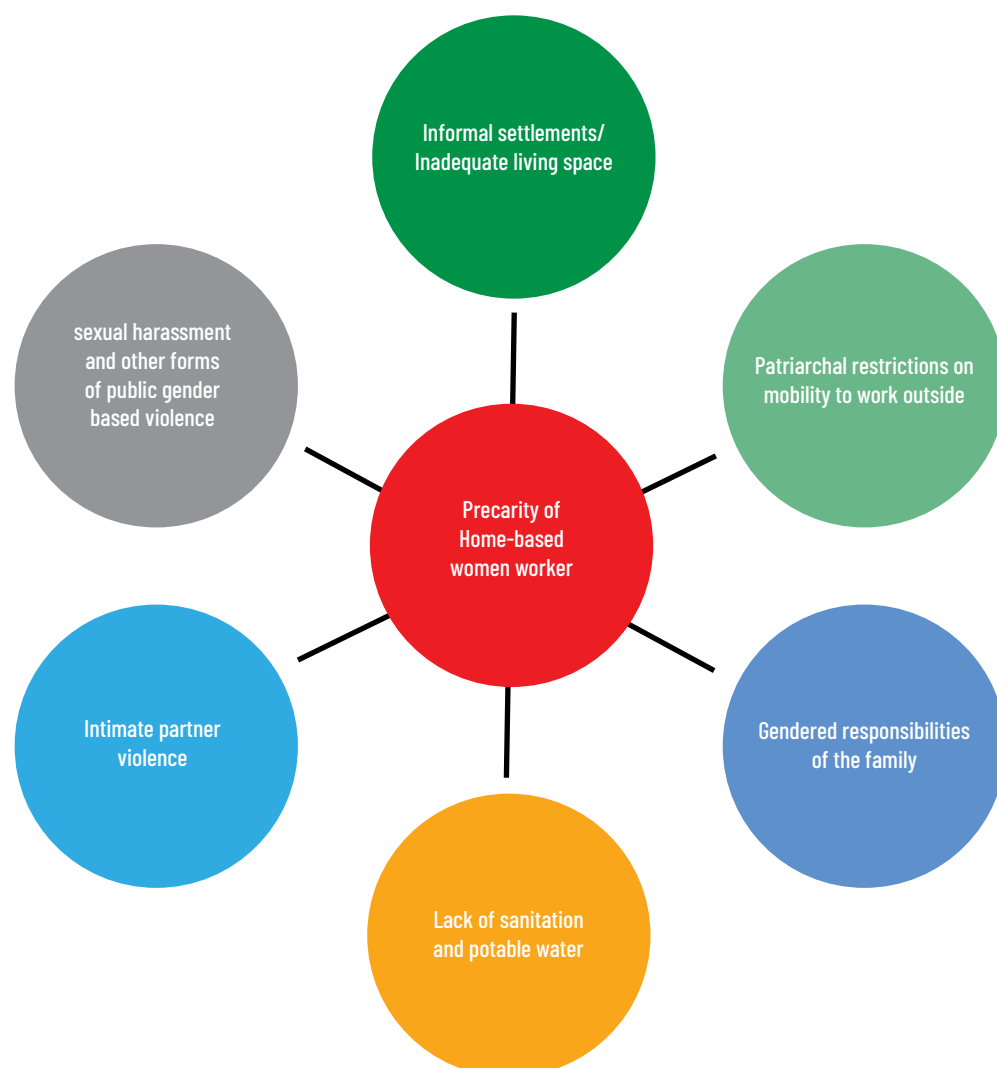 Informal settlements/
Inadequate living space
sexual harassment
and other forms
of public gender
based violence
Patriarchal restrictions on
mobility to work outside
Precarity of
Home-based
women worker
Intimate partner
violence
Gendered responsibilities
of the family
Lack of sanitation
and potable water